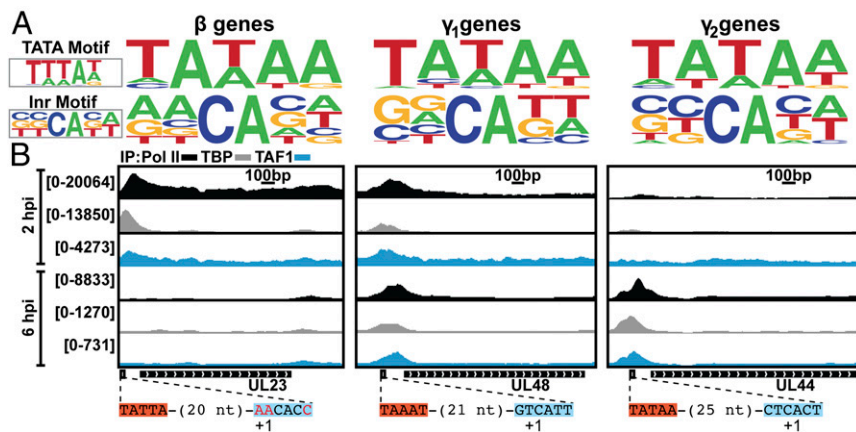 A
β genes γ1genes γ2genes
TATA Motif
Inr Motif
B
IP:Pol II TBP TAF1
100bp 100bp 100bp
2 hpi
[0-20064]
[0-13850]
[0-4273]
6 hpi
[0-8833]
[0-1270]
[0-731]
UL23 UL48 UL44
TATTA-(20 nt)-AACACC TAAAT-(21 nt)-GTCATT TATAA-(25 nt)-CTCACT
+1 +1 +1